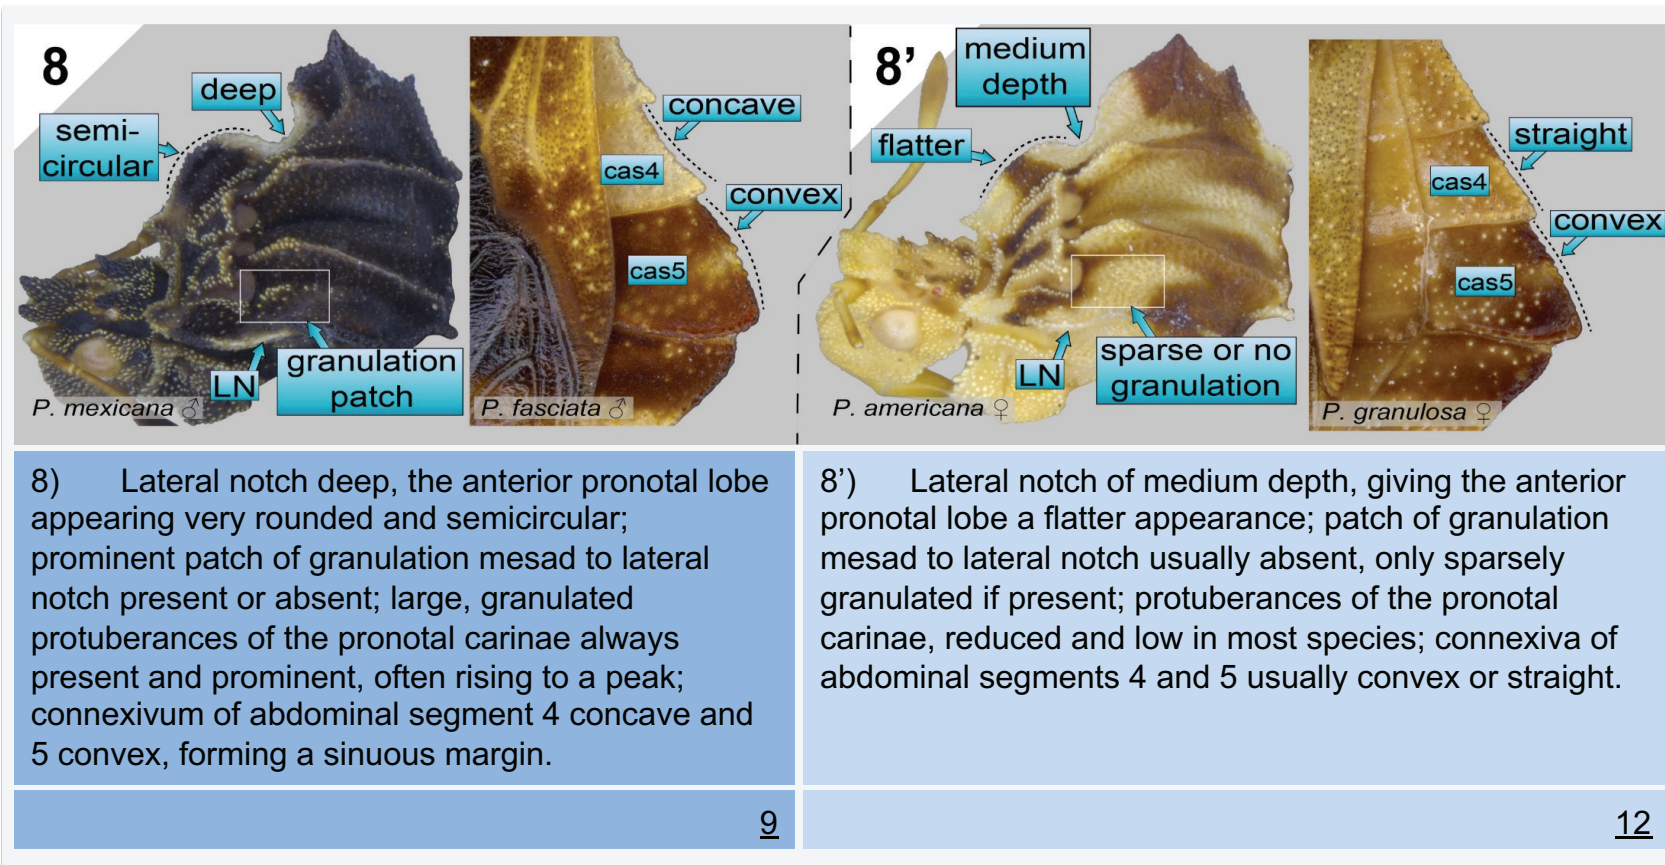 8
deep
semi-
circular
LN
granulation
patch
P. mexicana ♂
concave
cas4
convex
cas5
P. fasciata ♂
8’
medium
depth
flatter
LN
sparse or no
granulation
P. americana ♀
straight
cas4
convex
cas5
P. granulosa ♀
8) Lateral notch deep, the anterior pronotal lobe
appearing very rounded and semicircular;
prominent patch of granulation mesad to lateral
notch present or absent; large, granulated
protuberances of the pronotal carinae always
present and prominent, often rising to a peak;
connexivum of abdominal segment 4 concave and
5 convex, forming a sinuous margin.
9
8’) Lateral notch of medium depth, giving the anterior
pronotal lobe a flatter appearance; patch of granulation
mesad to lateral notch usually absent, only sparsely
granulated if present; protuberances of the pronotal
carinae, reduced and low in most species; connexiva of
abdominal segments 4 and 5 usually convex or straight.
12